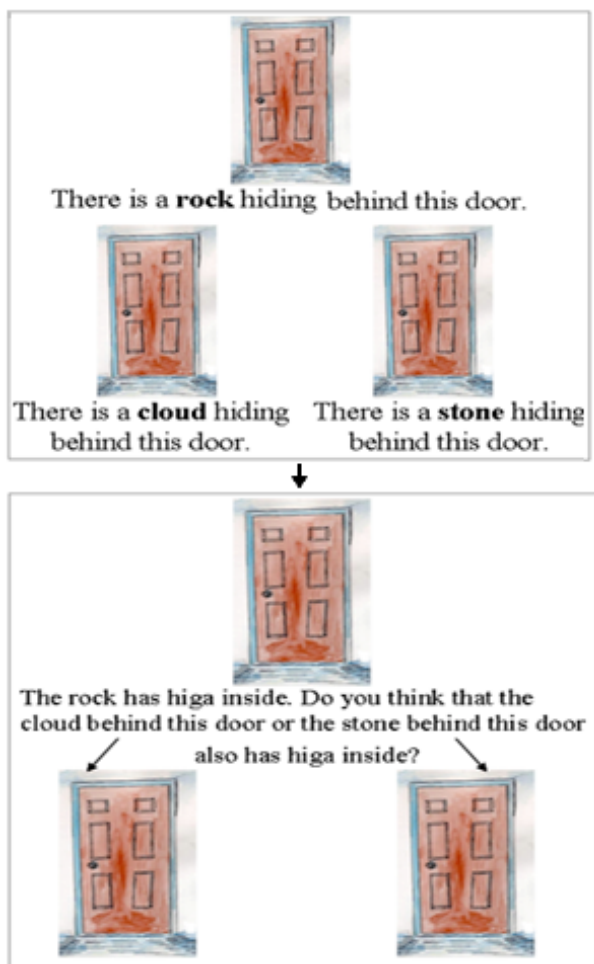 There is a rock hiding behind this door.
There is a cloud hiding
behind this door.
There is a stone hiding
behind this door.
The rock has higa inside. Do you think that the
cloud behind this door or the stone behind this door
also has higa inside?